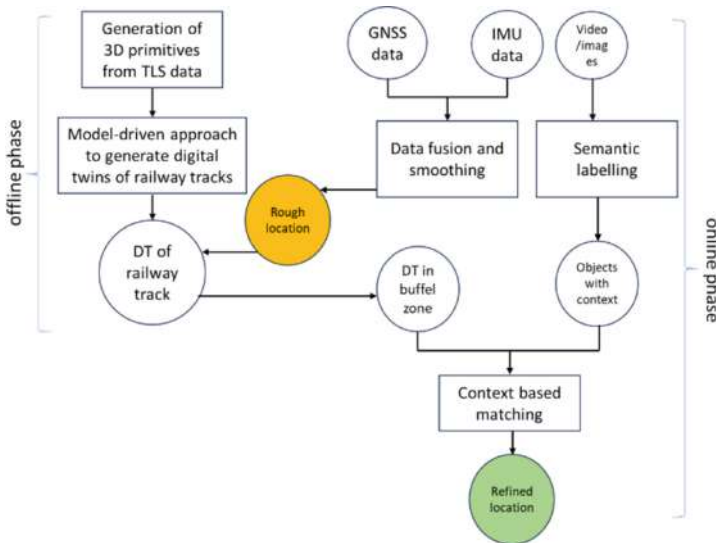 Generation of
3D primitives
from TLS data
GNSS
data
IMU
data
Video
/imag
es
Model-driven approach
to generate digital
twins of railway tracks
Data fusion and
smoothing
Semantic
labelling
offline phase
Rough
location
DT of
railway
track
DT in
buffel
zone
Objects
with
context
online phase
Context based
matching
Refined
location